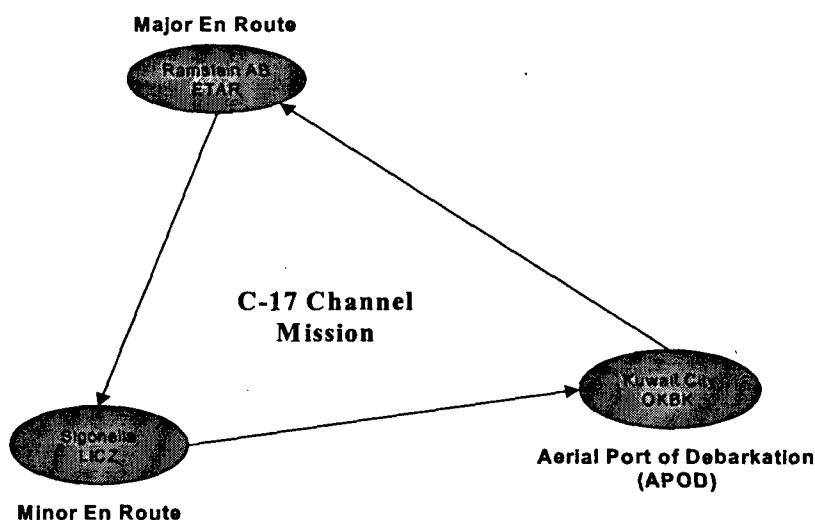 Major En Route
Ramstein AB
ETAR
C-17 Channel
Mission
Kuwait City
OKBK
Sigonella
LICZ
Aerial Port of Debarkation
(APOD)
Minor En Route